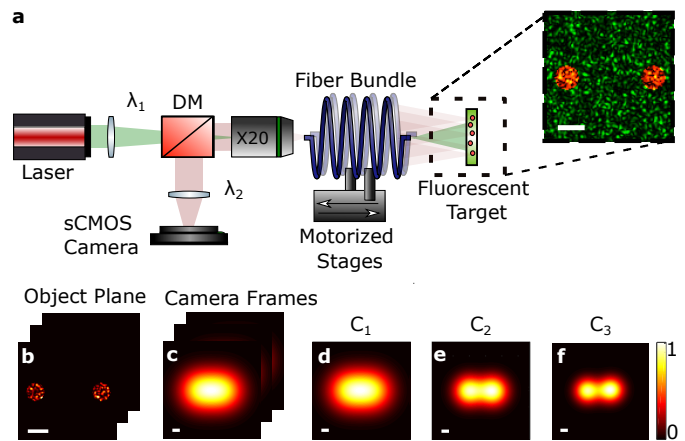 a
Laser
λ1
DM
X20
λ2
sCMOS
Camera
Fiber Bundle
Motorized
Stages
Fluorescent
Target
Object Plane
Camera Frames
C1
C2
C3
b
c
d
e
f
1
0